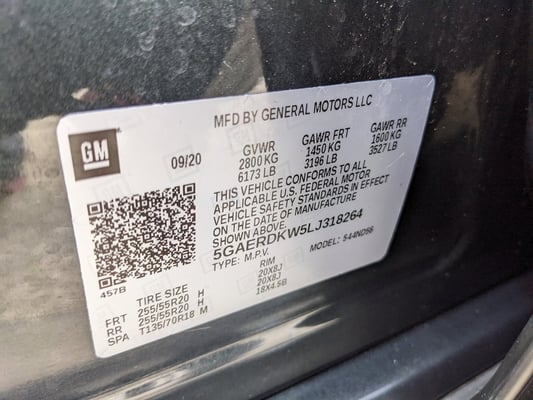 MFD BY GENERAL MOTORS LLC
GM
09/20
GVWR GAWR FRT GAWR RR
2800 KG 1450 KG 1600 KG
6173 LB 3196 LB 3527 LB
THIS VEHICLE CONFORMS TO ALL
APPLICABLE U.S. FEDERAL MOTOR
VEHICLE SAFETY STANDARDS IN EFFECT
ON THE DATE OF MANUFACTURE
SHOWN ABOVE.
5GAERDKW5LJ318264
TYPE: M.P.V. MODEL: 544ND56
457B
TIRE SIZE RIM
FRT 255/55R20 H 20X8J
RR 255/55R20 H 20X8J
SPA T135/70R18 M 18X4.5B